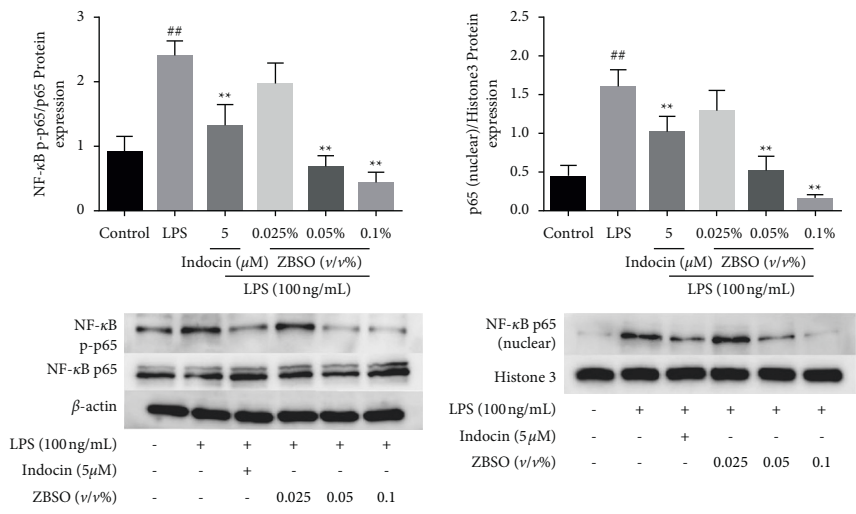 NF-κB p-p65/p65 Protein
expression
3
2
1
0
##
**
**
**
Control LPS 5 0.025% 0.05% 0.1%
Indocin (μM) ZBSO (v/v%)
LPS (100 ng/mL)
p65 (nuclear)/Histone3 Protein
expression
2.5
2.0
1.5
1.0
0.5
0.0
##
**
**
**
Control LPS 5 0.025% 0.05% 0.1%
Indocin (μM) ZBSO (v/v%)
LPS (100 ng/mL)
NF-κB
p-p65
NF-κB p65
β-actin
LPS (100 ng/mL) - + + + + +
Indocin (5μM) - - + - - -
ZBSO (v/v%) - - - 0.025 0.05 0.1
NF-κB p65
(nuclear)
Histone 3
LPS (100 ng/mL) - + + + + +
Indocin (5μM) - - + - - -
ZBSO (v/v%) - - - 0.025 0.05 0.1